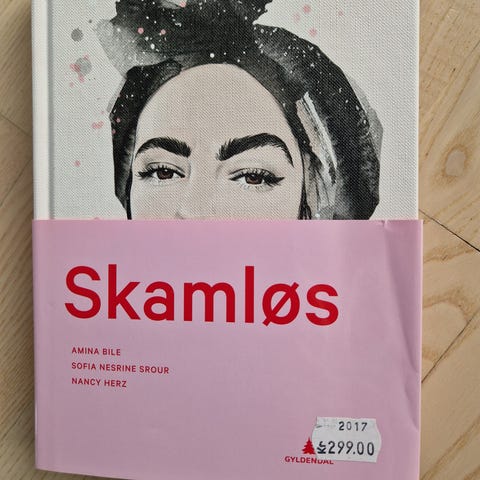 Skamløs
AMINA BILE
SOFIA NESRINE SROUR
NANCY HERZ
2017
299.00
GYLDENDAL